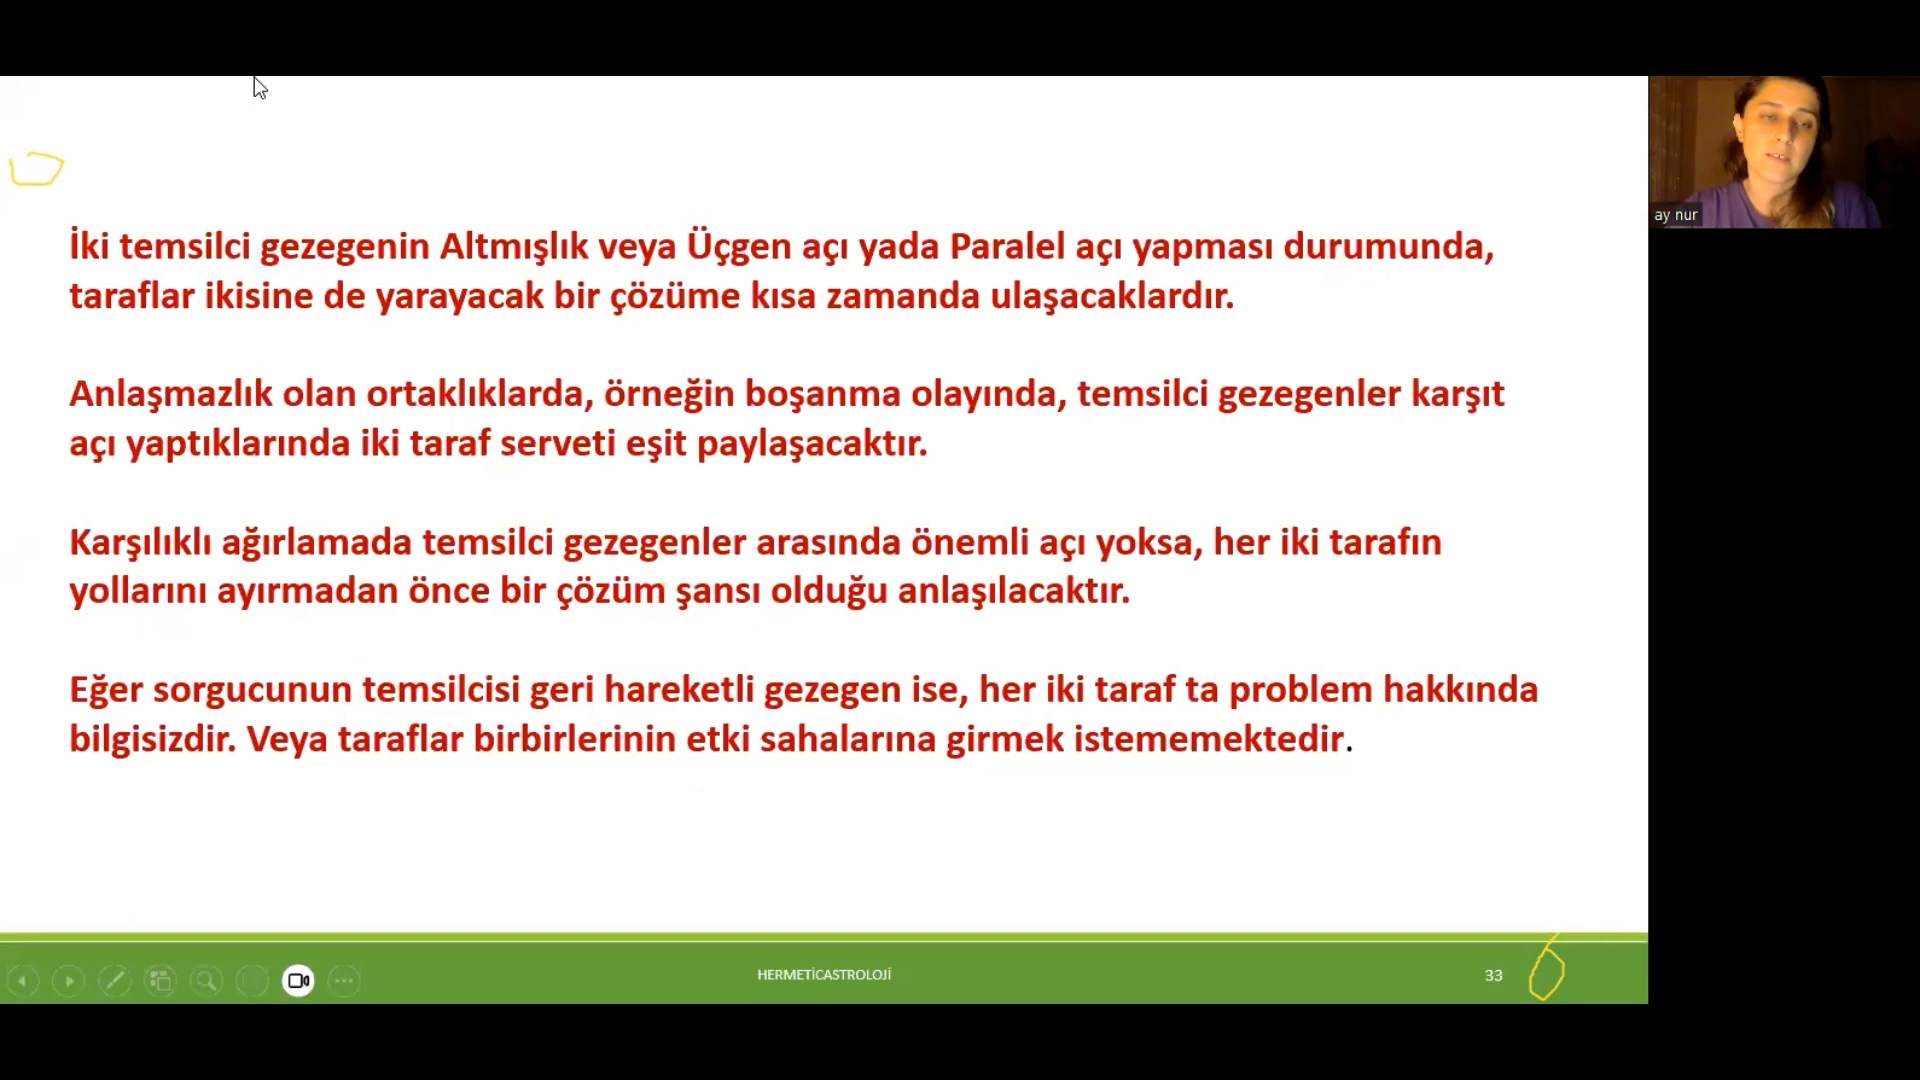 ay nur
İki temsilci gezegenin Altmışlık veya Üçgen açı yada Paralel açı yapması durumunda,
taraflar ikisine de yarayacak bir çözüme kısa zamanda ulaşacaklardır.
Anlaşmazlık olan ortaklıklarda, örneğin boşanma olayında, temsilci gezegenler karşıt
açı yaptıklarında iki taraf serveti eşit paylaşacaktır.
Karşılıklı ağırlamada temsilci gezegenler arasında önemli açı yoksa, her iki tarafın
yollarını ayırmadan önce bir çözüm şansı olduğu anlaşılacaktır.
Eğer sorgucunun temsilcisi geri hareketli gezegen ise, her iki taraf ta problem hakkında
bilgisizdir. Veya taraflar birbirlerinin etki sahalarına girmek istememektedir.
HERMETİCASTROLOJİ
33